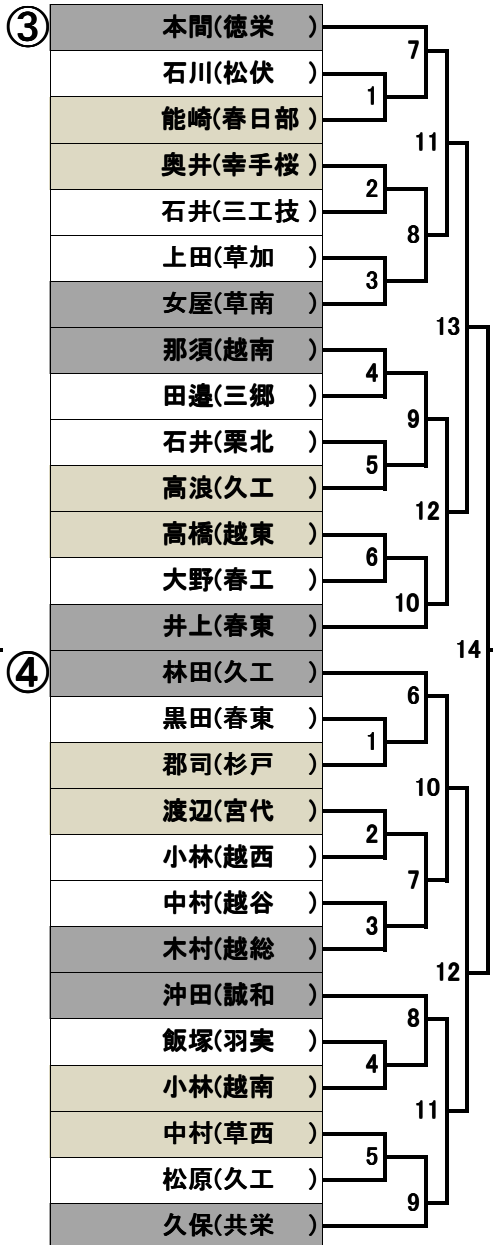 ③
本間(徳栄 )
石川(松伏 )
能崎(春日部 )
奥井(幸手桜 )
石井(三工技 )
上田(草加 )
女屋(草南 )
那須(越南 )
田邉(三郷 )
石井(栗北 )
高浪(久工 )
高橋(越東 )
大野(春工 )
井上(春東 )
7
1
11
2
8
3
13
4
9
5
12
6
10
14
④
林田(久工 )
黒田(春東 )
郡司(杉戸 )
渡辺(宮代 )
小林(越西 )
中村(越谷 )
木村(越総 )
沖田(誠和 )
飯塚(羽実 )
小林(越南 )
中村(草西 )
松原(久工 )
久保(共栄 )
6
1
10
2
7
3
12
8
4
11
5
9